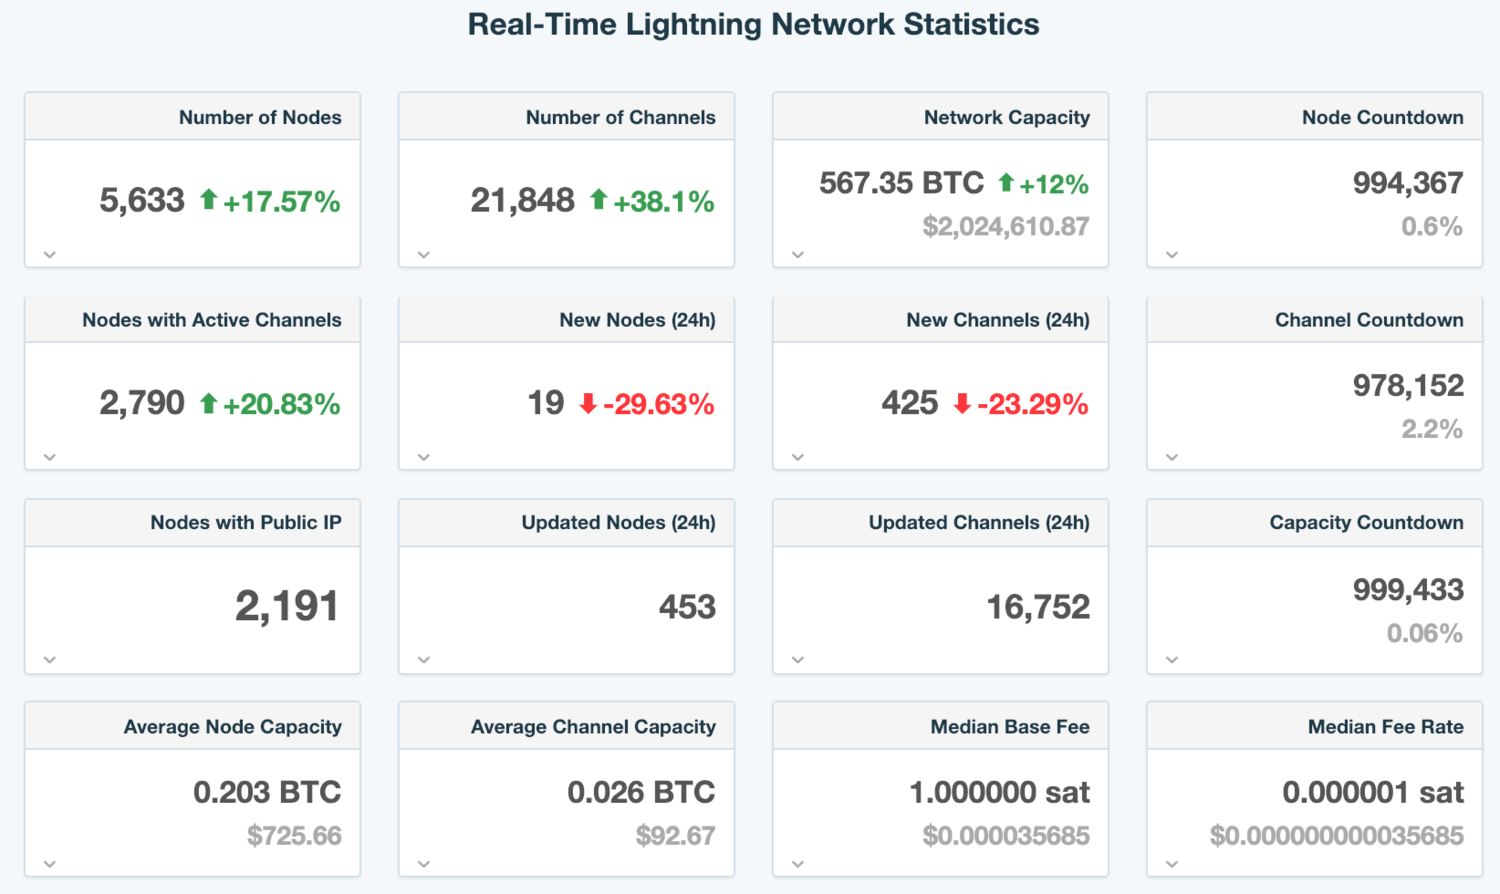 Real-Time Lightning Network Statistics
Number of Nodes
5,633 +17.57%
Number of Channels
21,848 +38.1%
Network Capacity
567.35 BTC +12%
$2,024,610.87
Node Countdown
994,367
0.6%
Nodes with Active Channels
2,790 +20.83%
New Nodes (24h)
19 -29.63%
New Channels (24h)
425 -23.29%
Channel Countdown
978,152
2.2%
Nodes with Public IP
2,191
Updated Nodes (24h)
453
Updated Channels (24h)
16,752
Capacity Countdown
999,433
0.06%
Average Node Capacity
0.203 BTC
$725.66
Average Channel Capacity
0.026 BTC
$92.67
Median Base Fee
1.000000 sat
$0.000035685
Median Fee Rate
0.000001 sat
$0.000000000035685